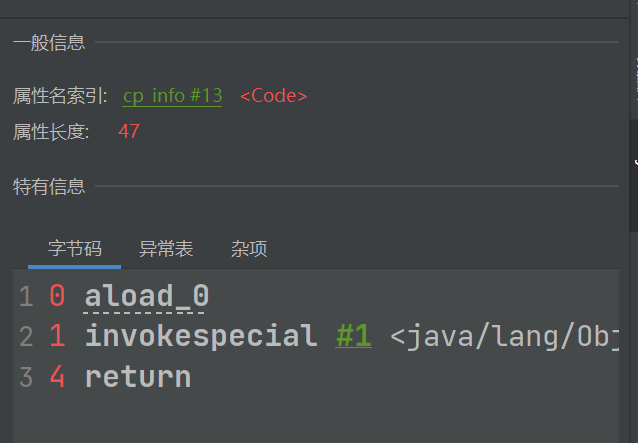 一般信息
属性名索引: cp info #13 <Code>
属性长度: 47
特有信息
字节码 异常表 杂项
1 0 aload_0
2 1 invokespecial #1 <java/lang/Obj
3 4 return